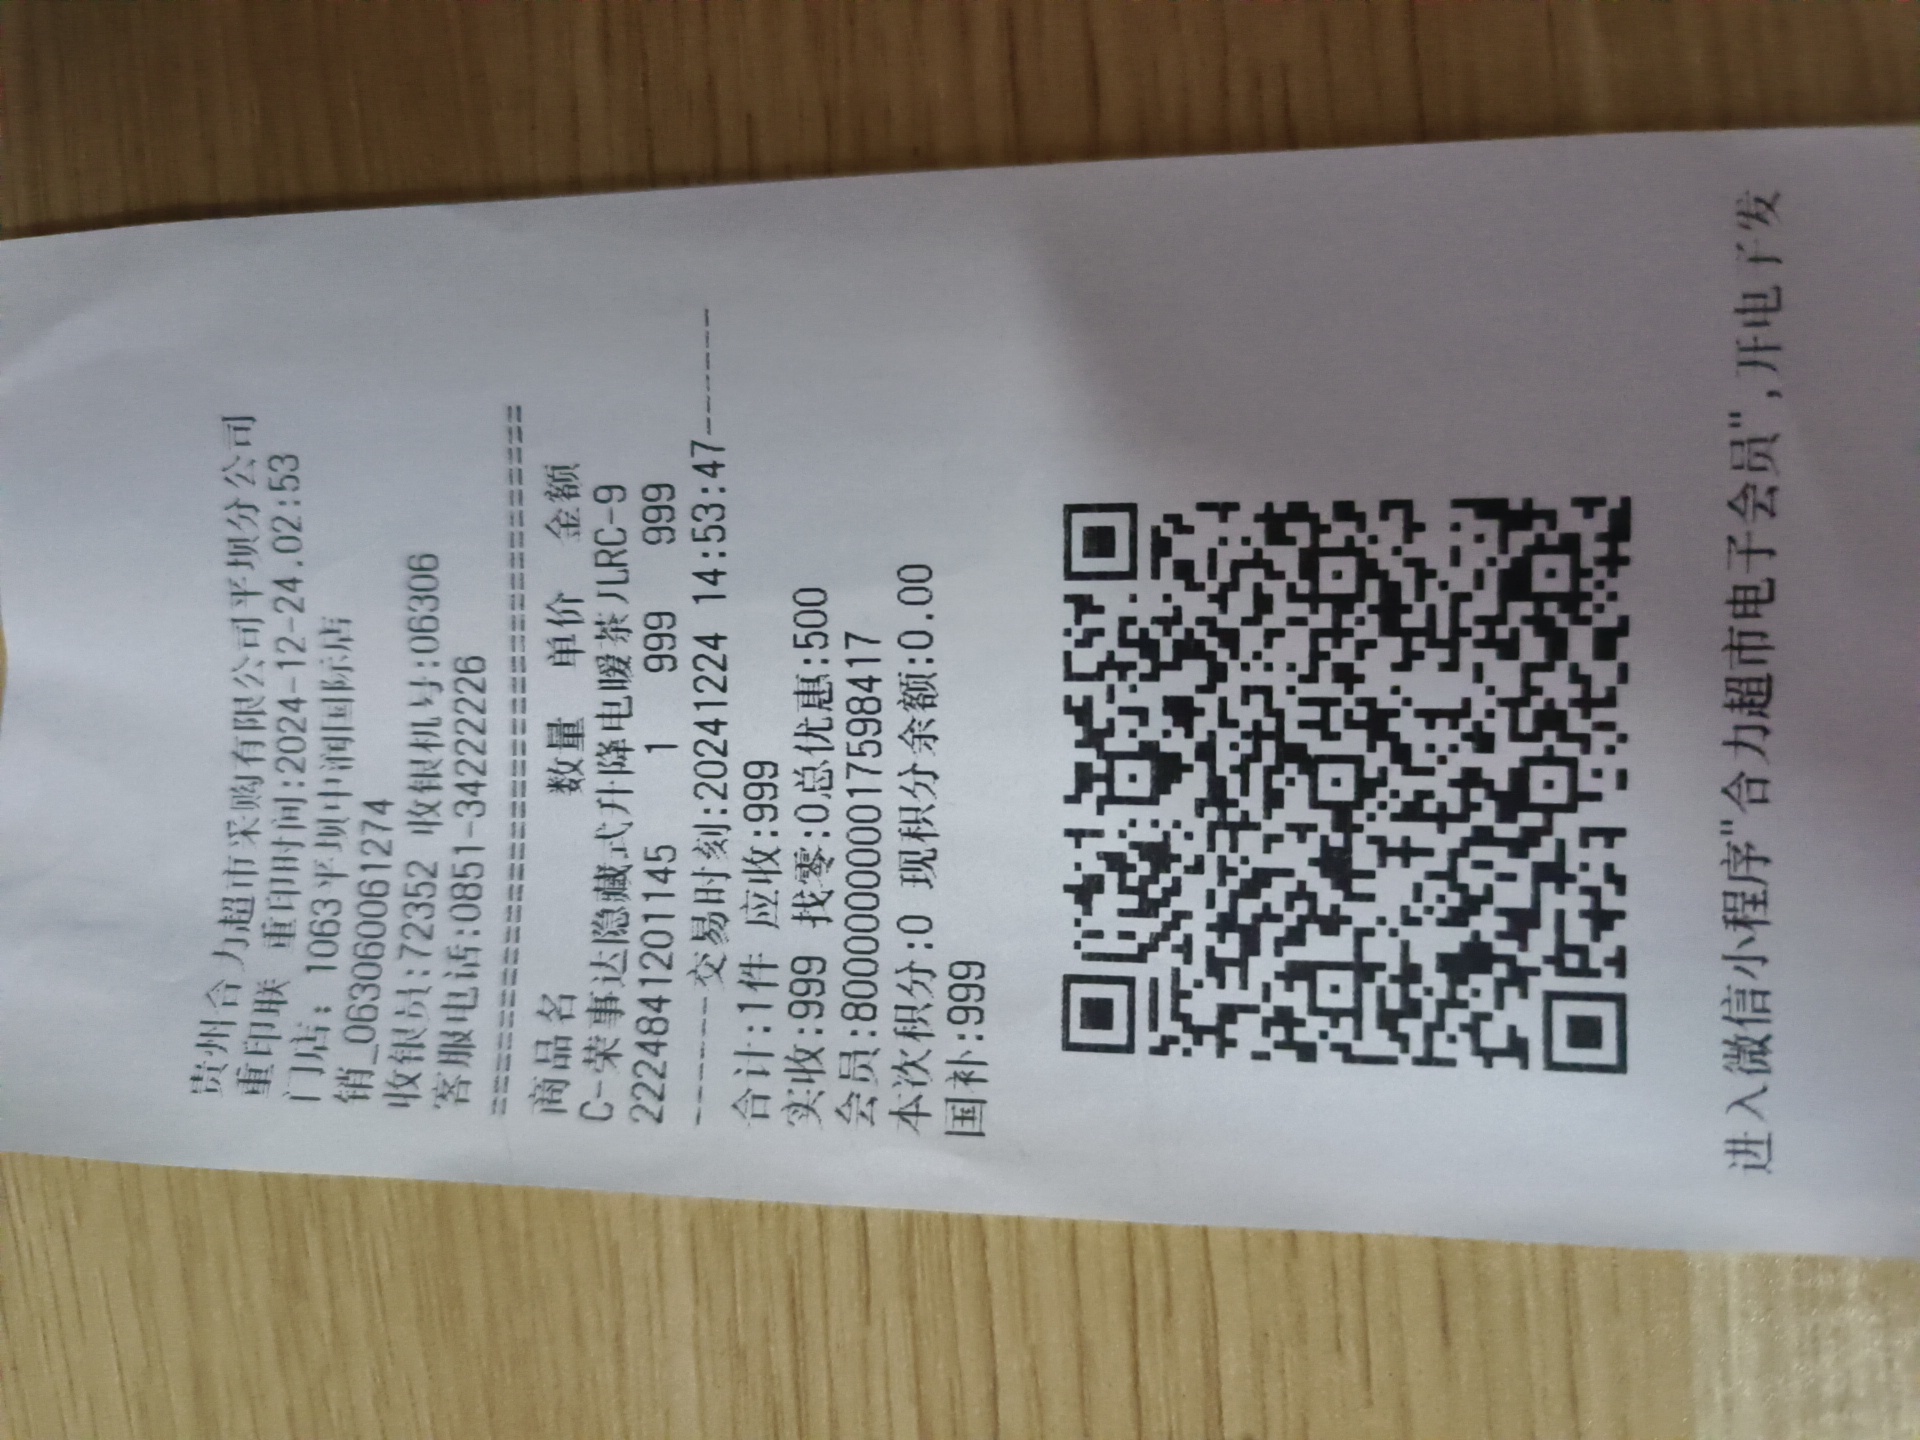 贵州合力超市采购有限公司平坝分公司
重印联 重印时间:2024-12-24.02:53
门店: 1063平坝中润国际店
销_063060061274
收银员:72352 收银机号:06306
客服电话:0851-34222226
==========================================
商品名 数量 单价 金额
C-荣事达隐藏式升降电暖茶几RC-9
2224841201145 1 999 999
------交易时刻:20241224 14:53:47------
合计:1件 应收:999
实收:999 找零:0总优惠:500
会员:8000000000175984​17
本次积分:0 现积分余额:0.00
国补:999
进入微信小程序"合力超市电子会员",开电子发